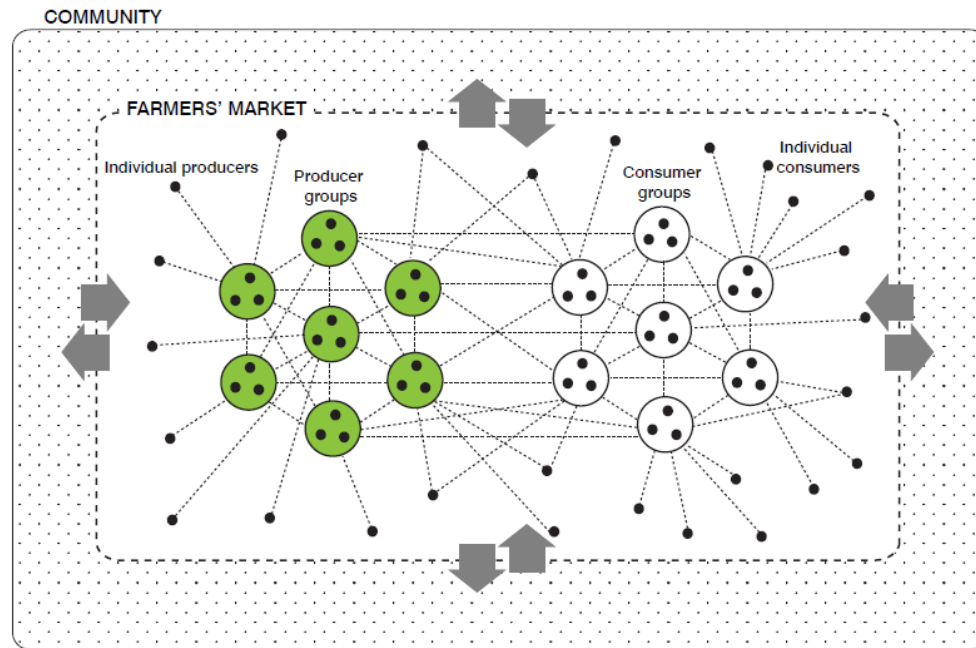 COMMUNITY
FARMERS' MARKET
Individual producers
Producer
groups
Consumer
groups
Individual
consumers